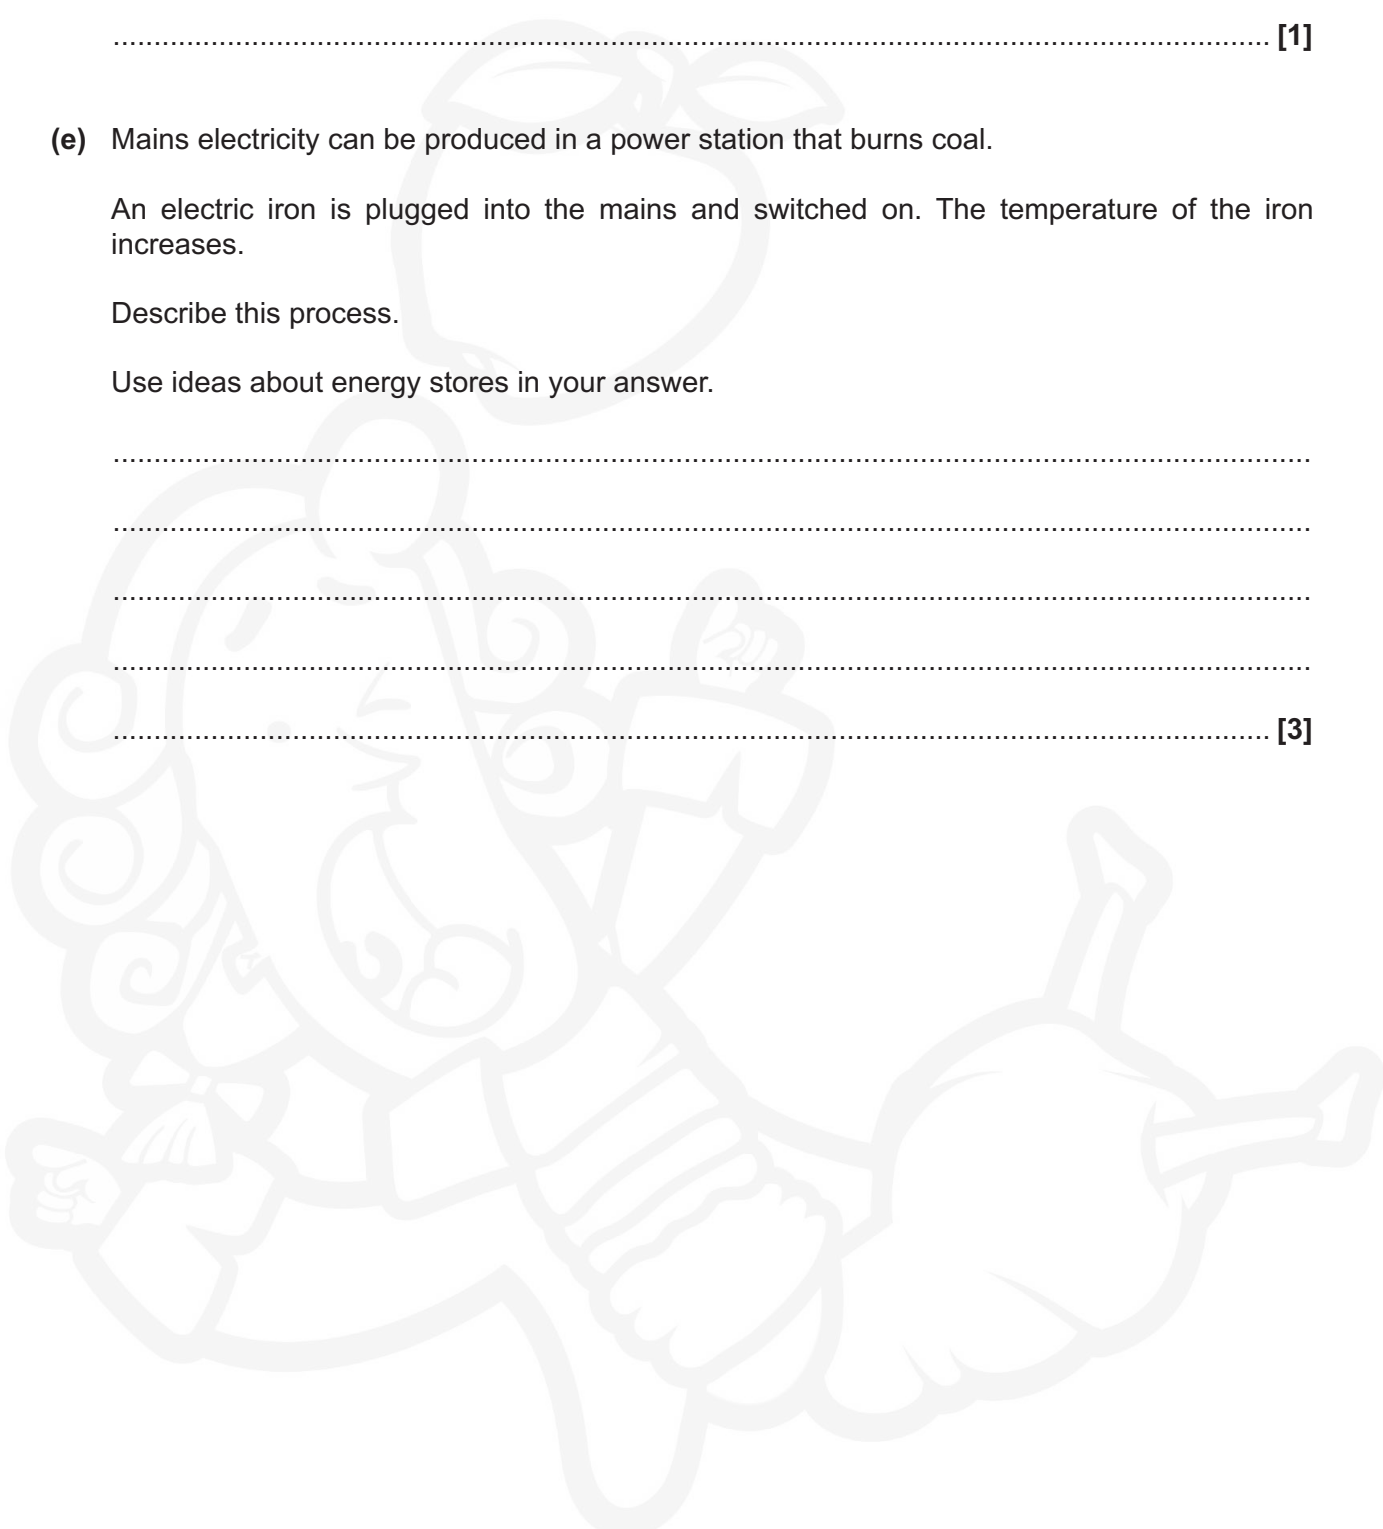 .......................................................................................................................................... [1]
(e) Mains electricity can be produced in a power station that burns coal.
An electric iron is plugged into the mains and switched on. The temperature of the iron
increases.
Describe this process.
Use ideas about energy stores in your answer.
..........................................................................................................................................
..........................................................................................................................................
..........................................................................................................................................
..........................................................................................................................................
.......................................................................................................................................... [3]